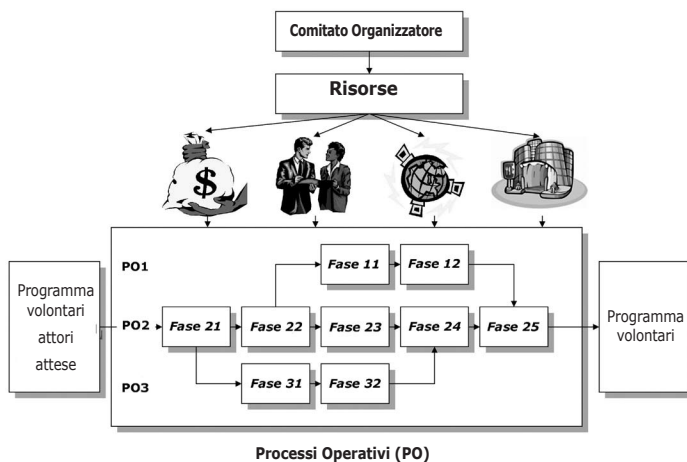 Comitato Organizzatore
Risorse
$
PO1
Fase 11
Fase 12
Programma
volontari
attori
attese
PO2
Fase 21
Fase 22
Fase 23
Fase 24
Fase 25
Programma
volontari
PO3
Fase 31
Fase 32
Processi Operativi (PO)